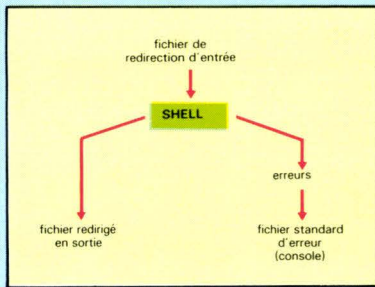 fichier de
redirection d'entrée
SHELL
erreurs
fichier redirigé
en sortie
fichier standard
d'erreur
(console)